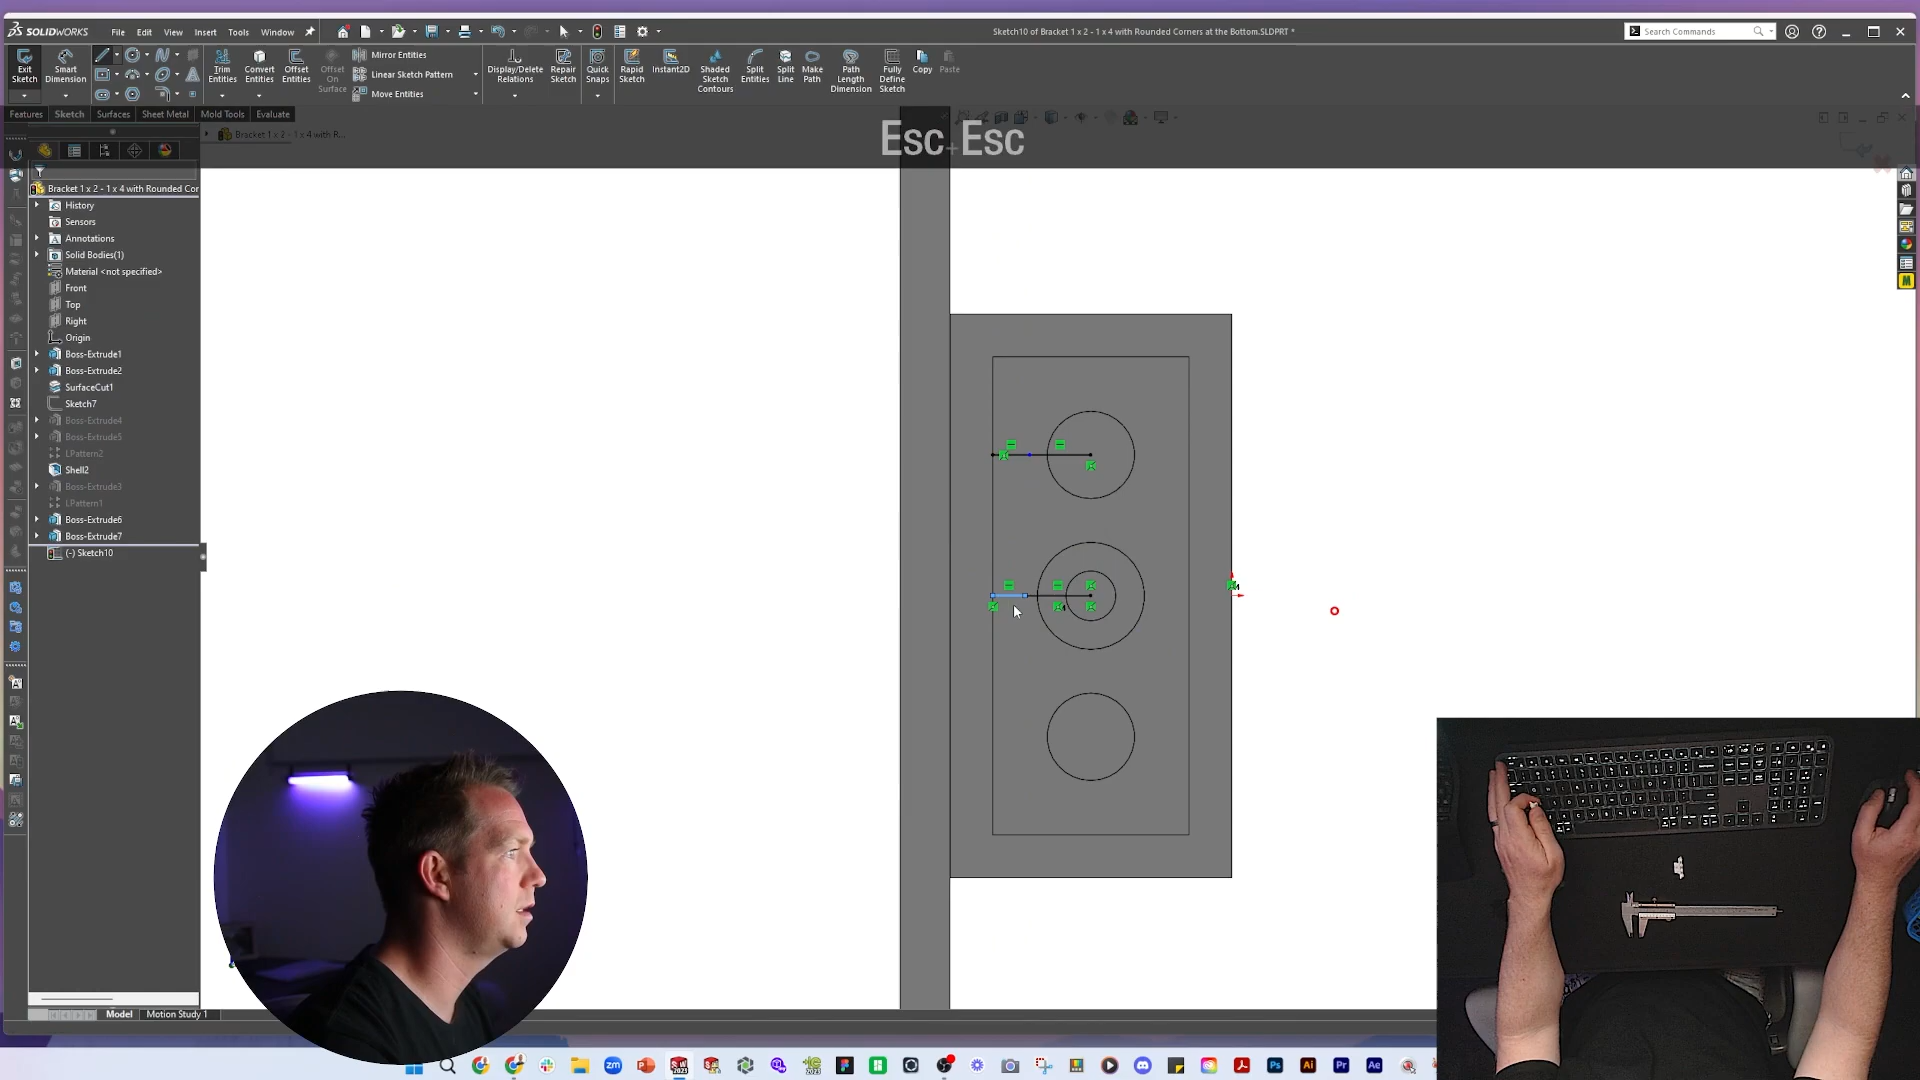 SOLIDWORKS File Edit View Insert Tools Window
Sketch10 of Bracket 1 x 2 - 1 x 4 with Rounded Corners at the Bottom.SLDPRT *
Search Commands
Exit Sketch
Smart Dimension
Trim Entities
Convert Entities
Offset Entities
Offset On Surface
Mirror Entities
Linear Sketch Pattern
Move Entities
Display/Delete Relations
Repair Sketch
Quick Snaps
Rapid Sketch
Instant2D
Shaded Sketch Contours
Split Entities
Split Line
Make Path
Path Length Dimension
Fully Define Sketch
Copy
Paste
Features Sketch Surfaces Sheet Metal Mold Tools Evaluate
Bracket 1 x 2 - 1 x 4 with R...
Esc+Esc
Bracket 1 x 2 - 1 x 4 with Rounded Cor
History
Sensors
Annotations
Solid Bodies(1)
Material <not specified>
Front
Top
Right
Origin
Boss-Extrude1
Boss-Extrude2
SurfaceCut1
Sketch7
Boss-Extrude4
Boss-Extrude5
LPattern2
Shell2
Boss-Extrude3
LPattern1
Boss-Extrude6
Boss-Extrude7
(-) Sketch10
Model Motion Study 1